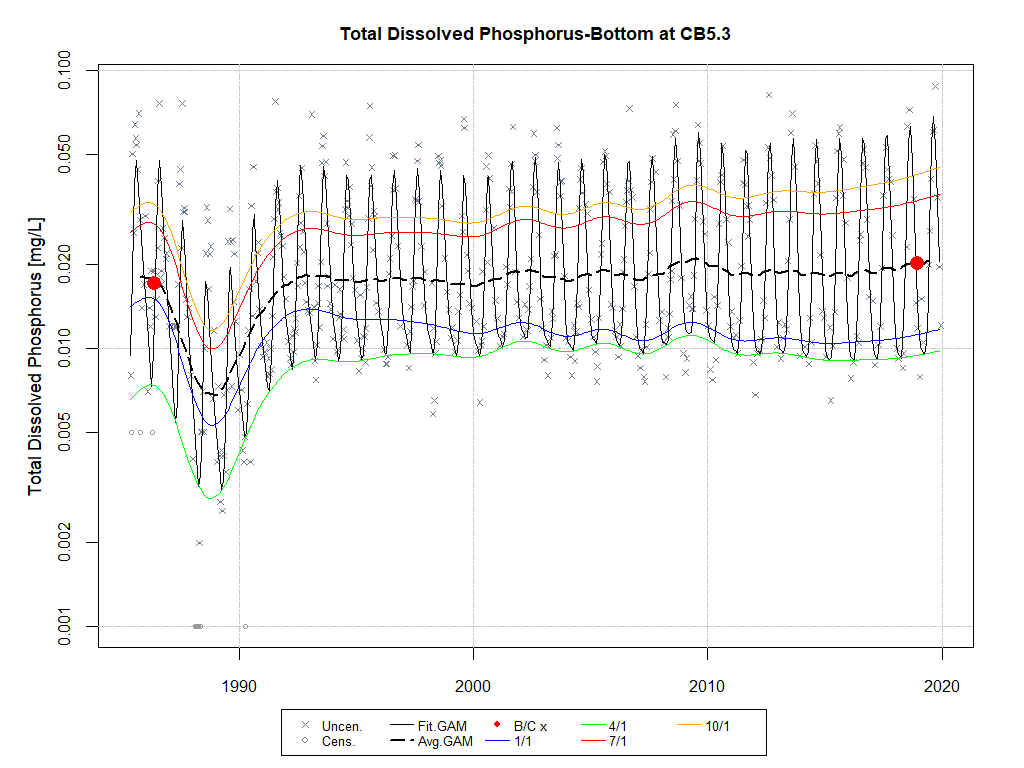 Total Dissolved Phosphorus-Bottom at CB5.3
Total Dissolved Phosphorus [mg/L]
0.100
0.050
0.020
0.010
0.005
0.002
0.001
1990 2000 2010 2020
Uncen. Fit.GAM B/C x 4/1 10/1
Cens. Avg.GAM 1/1 7/1